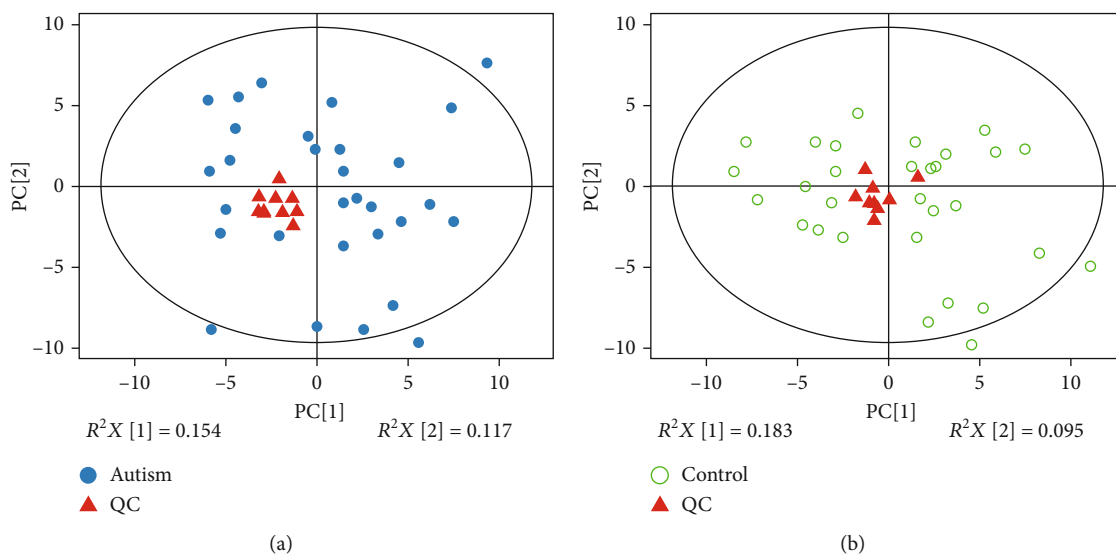 10
5
0
−5
−10
PC[2]
−10
−5
0
5
10
PC[1]
R²X [1] = 0.154
R²X [2] = 0.117
Autism
QC
(a)
10
5
0
−5
−10
PC[2]
−10
−5
0
5
10
PC[1]
R²X [1] = 0.183
R²X [2] = 0.095
Control
QC
(b)